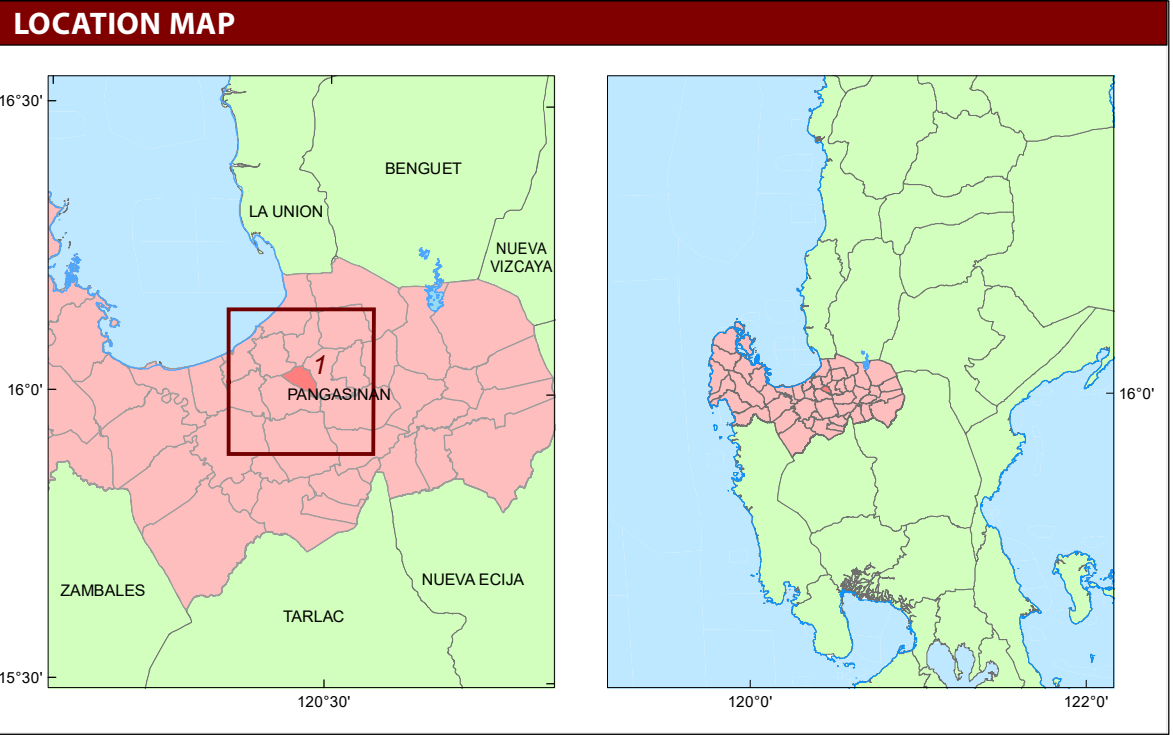 LOCATION MAP
16°30'
BENGUET
LA UNION
NUEVA
VIZCAYA
1
16°0'
PANGASINAN
16°0'
ZAMBALES
NUEVA ECIJA
TARLAC
15°30'
120°30'
120°0'
122°0'